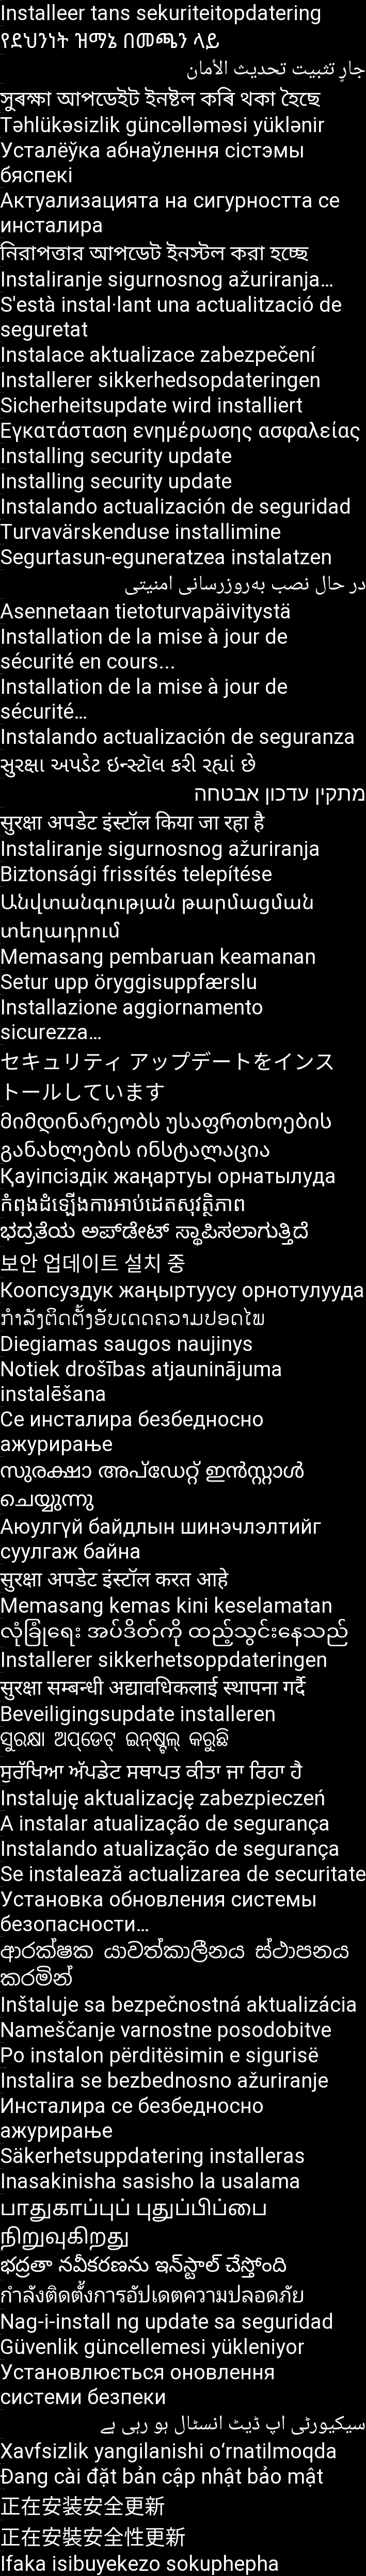 Installeer tans sekuriteitopdatering
የደህንነት ዝማኔ በመጫን ላይ
جارٍ تثبيت تحديث الأمان
সুৰক্ষা আপডেইট ইনষ্টল কৰি থকা হৈছে
Təhlükəsizlik güncəlləməsi yüklənir
Усталёўка абнаўлення сістэмы
бяспекі
Актуализацията на сигурността се
инсталира
নিরাপত্তার আপডেট ইনস্টল করা হচ্ছে
Instaliranje sigurnosnog ažuriranja…
S'està instal·lant una actualització de
seguretat
Instalace aktualizace zabezpečení
Installerer sikkerhedsopdateringen
Sicherheitsupdate wird installiert
Εγκατάσταση ενημέρωσης ασφαλείας
Installing security update
Installing security update
Instalando actualización de seguridad
Turvavärskenduse installimine
Segurtasun-eguneratzea instalatzen
در حال نصب به‌روزرسانی امنیتی
Asennetaan tietoturvapäivitystä
Installation de la mise à jour de
sécurité en cours...
Installation de la mise à jour de
sécurité…
Instalando actualización de seguranza
સુરક્ષા અપડેટ ઇન્સ્ટૉલ કરી રહ્યાં છે
מתקין עדכון אבטחה
सुरक्षा अपडेट इंस्टॉल किया जा रहा है
Instaliranje sigurnosnog ažuriranja
Biztonsági frissítés telepítése
Անվտանգության թարմացման
տեղադրում
Memasang pembaruan keamanan
Setur upp öryggisuppfærslu
Installazione aggiornamento
sicurezza…
セキュリティ アップデートをインス
トールしています
მიმდინარეობს უსაფრთხოების
განახლების ინსტალაცია
Қауіпсіздік жаңартуы орнатылуда
កំពុងដំឡើងការអាប់ដេតសុវត្ថិភាព
ಭದ್ರತೆಯ ಅಪ್‌ಡೇಟ್‌ ಸ್ಥಾಪಿಸಲಾಗುತ್ತಿದೆ
보안 업데이트 설치 중
Коопсуздук жаңыртуусу орнотулууда
ກຳລັງຕິດຕັ້ງອັບເດດຄວາມປອດໄພ
Diegiamas saugos naujinys
Notiek drošības atjauninājuma
instalēšana
Се инсталира безбедносно
ажурирање
സുരക്ഷാ അപ്ഡേറ്റ് ഇൻസ്റ്റാൾ
ചെയ്യുന്നു
Аюулгүй байдлын шинэчлэлтийг
суулгаж байна
सुरक्षा अपडेट इंस्टॉल करत आहे
Memasang kemas kini keselamatan
လုံခြုံရေး အပ်ဒိတ်ကို ထည့်သွင်းနေသည်
Installerer sikkerhetsoppdateringen
सुरक्षा सम्बन्धी अद्यावधिकलाई स्थापना गर्दै
Beveiligingsupdate installeren
ସୁରକ୍ଷା ଅପ୍‌ଡେଟ୍‌ ଇନ୍‌ଷ୍ଟଲ୍‌ କରୁଛି
ਸੁਰੱਖਿਆ ਅੱਪਡੇਟ ਸਥਾਪਤ ਕੀਤਾ ਜਾ ਰਿਹਾ ਹੈ
Instaluję aktualizację zabezpieczeń
A instalar atualização de segurança
Instalando atualização de segurança
Se instalează actualizarea de securitate
Установка обновления системы
безопасности…
ආරක්ෂක යාවත්කාලීනය ස්ථාපනය
කරමින්
Inštaluje sa bezpečnostná aktualizácia
Nameščanje varnostne posodobitve
Po instalon përditësimin e sigurisë
Instalira se bezbednosno ažuriranje
Инсталира се безбедносно
ажурирање
Säkerhetsuppdatering installeras
Inasakinisha sasisho la usalama
பாதுகாப்புப் புதுப்பிப்பை
நிறுவுகிறது
భద్రతా నవీకరణను ఇన్‌స్టాల్ చేస్తోంది
กำลังติดตั้งการอัปเดตความปลอดภัย
Nag-i-install ng update sa seguridad
Güvenlik güncellemesi yükleniyor
Установлюється оновлення
системи безпеки
سیکیورٹی اپ ڈیٹ انسٹال ہو رہی ہے
Xavfsizlik yangilanishi o‘rnatilmoqda
Đang cài đặt bản cập nhật bảo mật
正在安装安全更新
正在安裝安全性更新
Ifaka isibuyekezo sokuphepha